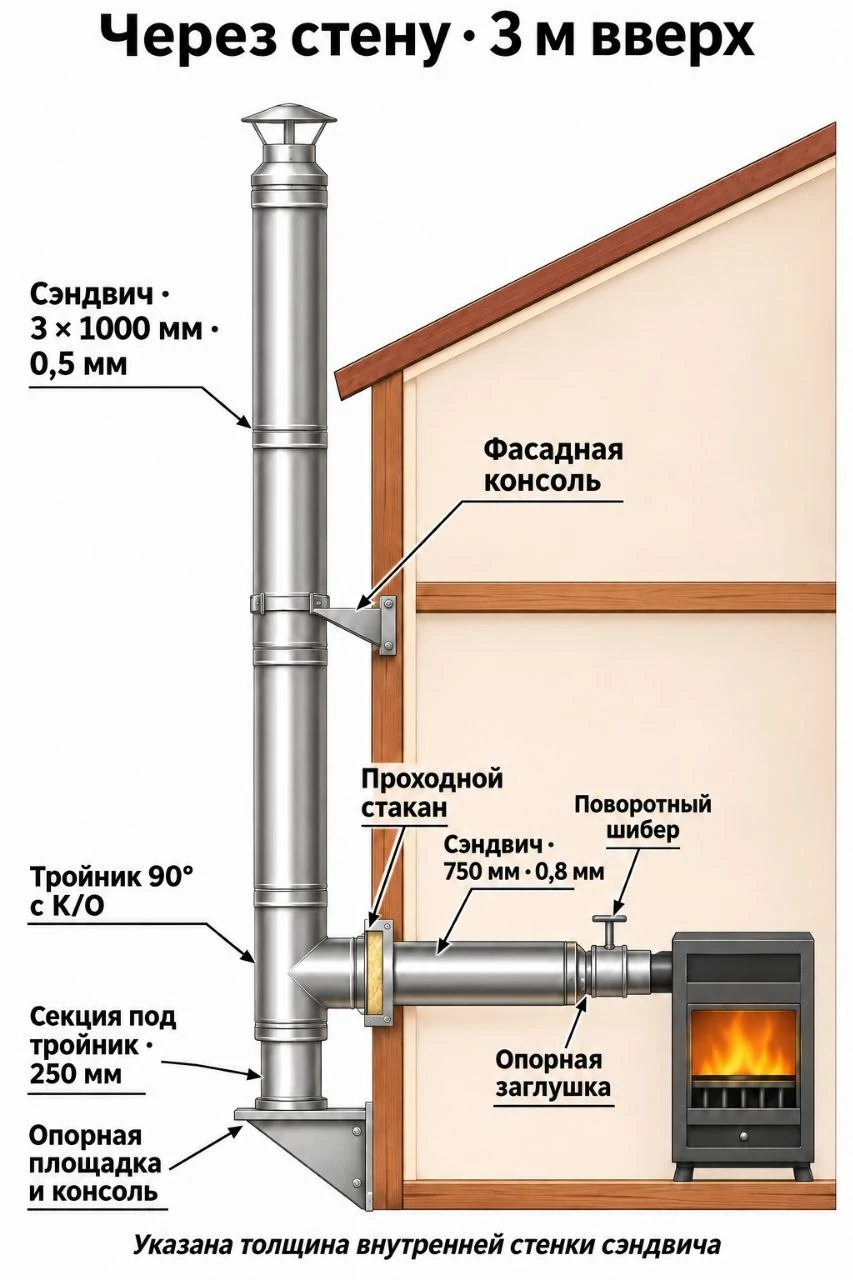 Через стену · 3 м вверх
Сэндвич ·
3 × 1000 мм ·
0,5 мм
Фасадная
консоль
Проходной
стакан
Поворотный
шибер
Сэндвич ·
750 мм · 0,8 мм
Тройник 90°
с К/О
Секция под
тройник ·
250 мм
Опорная
заглушка
Опорная
площадка
и консоль
Указана толщина внутренней стенки сэндвича